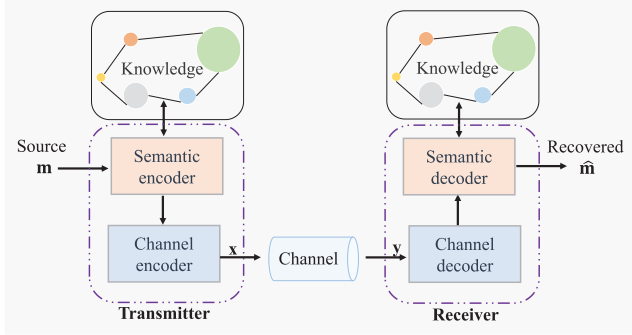 Knowledge
Knowledge
Source
m
Semantic
encoder
Semantic
decoder
Recovered
m̂
Channel
encoder
x
Channel
y
Channel
decoder
Transmitter
Receiver